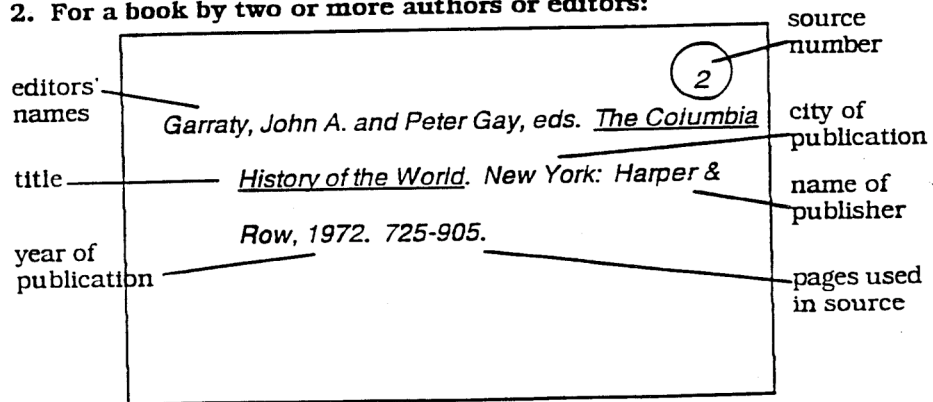 2. For a book by two or more authors or editors:
source
number
2
editors'
names
Garraty, John A. and Peter Gay, eds. The Columbia
city of
publication
title
History of the World. New York: Harper &
name of
publisher
Row, 1972. 725-905.
year of
publication
pages used
in source